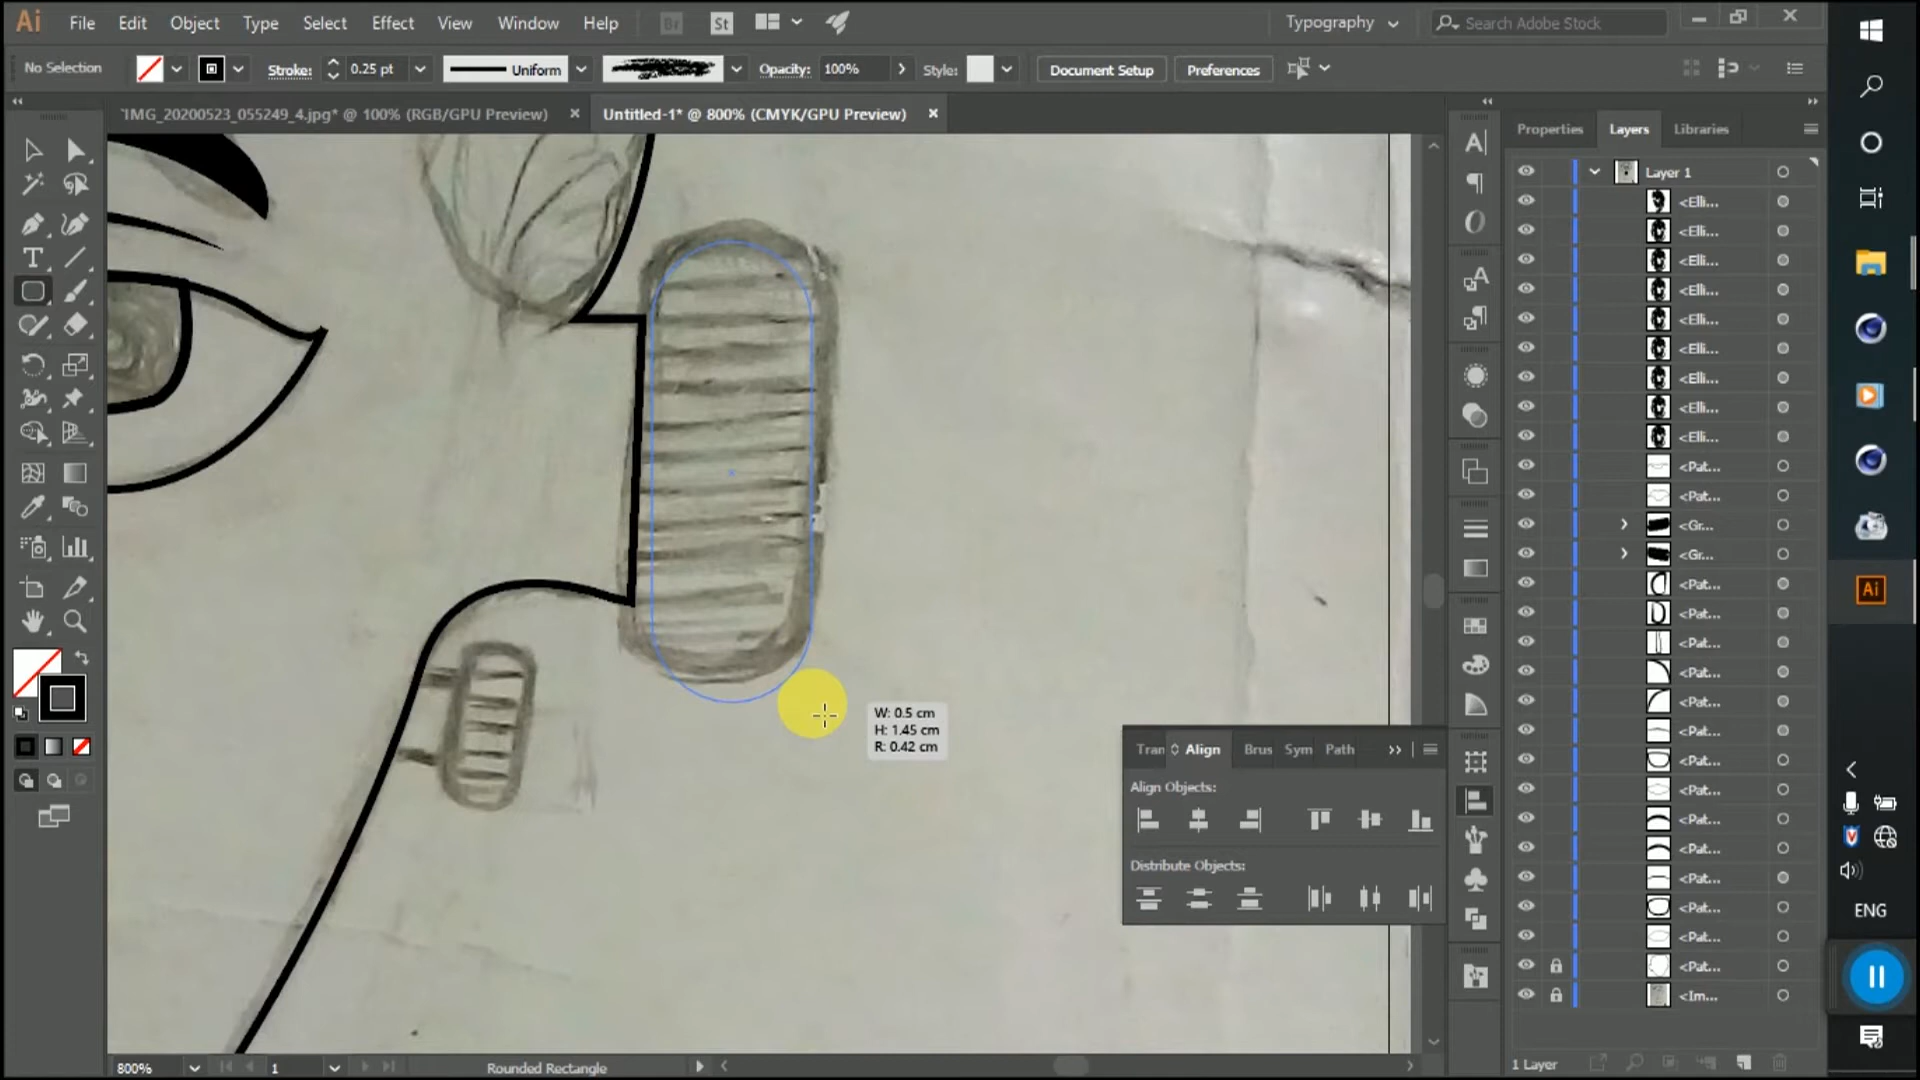 Ai File Edit Object Type Select Effect View Window Help Br St Typography Search Adobe Stock
No Selection Stroke: 0.25 pt Uniform Opacity: 100% Style: Document Setup Preferences
IMG_20200523_055249_4.jpg* @ 100% (RGB/GPU Preview) Untitled-1* @ 800% (CMYK/GPU Preview)
Properties Layers Libraries
Layer 1
<Elli...
<Elli...
<Elli...
<Elli...
<Elli...
<Elli...
<Elli...
<Elli...
<Elli...
<Pat...
<Pat...
<Gr...
<Gr...
<Pat...
<Pat...
<Pat...
<Pat...
<Pat...
<Pat...
<Pat...
<Pat...
<Pat...
<Pat...
<Pat...
<Pat...
<Pat...
<Pat...
<Im...
W: 0.5 cm
H: 1.45 cm
R: 0.42 cm
Tran Align Brus Sym Path
Align Objects:
Distribute Objects:
Ai
ENG
800% 1 Rounded Rectangle 1 Layer